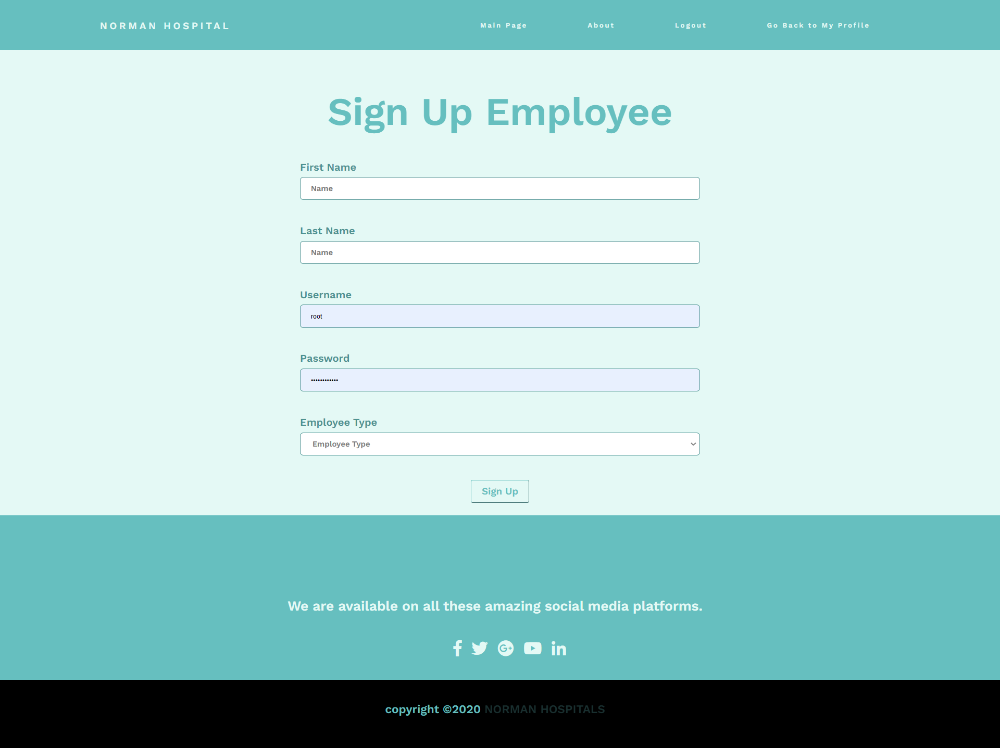 NORMAN HOSPITAL
Main Page
About
Logout
Go Back to My Profile
Sign Up Employee
First Name
Name
Last Name
Name
Username
root
Password
••••••••••••
Employee Type
Employee Type
Sign Up
We are available on all these amazing social media platforms.
copyright ©2020 NORMAN HOSPITALS